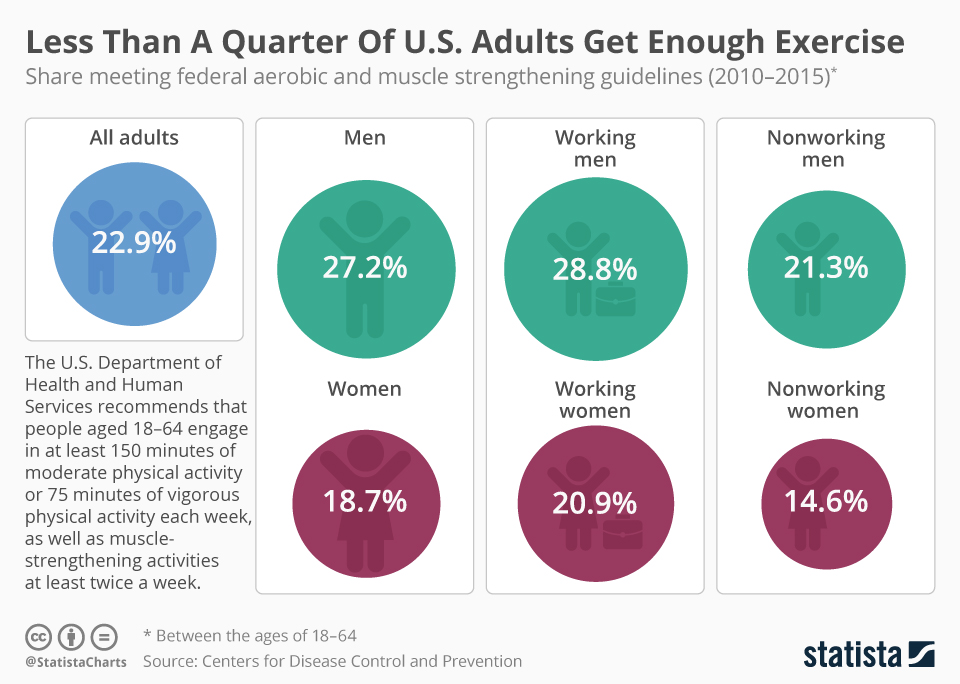 Less Than A Quarter Of U.S. Adults Get Enough Exercise
Share meeting federal aerobic and muscle strengthening guidelines (2010–2015)*
All adults
22.9%
The U.S. Department of
Health and Human
Services recommends that
people aged 18–64 engage
in at least 150 minutes of
moderate physical activity
or 75 minutes of vigorous
physical activity each week,
as well as muscle-
strengthening activities
at least twice a week.
Men
27.2%
Women
18.7%
Working
men
28.8%
Working
women
20.9%
Nonworking
men
21.3%
Nonworking
women
14.6%
cc
=
@StatistaCharts
* Between the ages of 18–64
Source: Centers for Disease Control and Prevention
statista